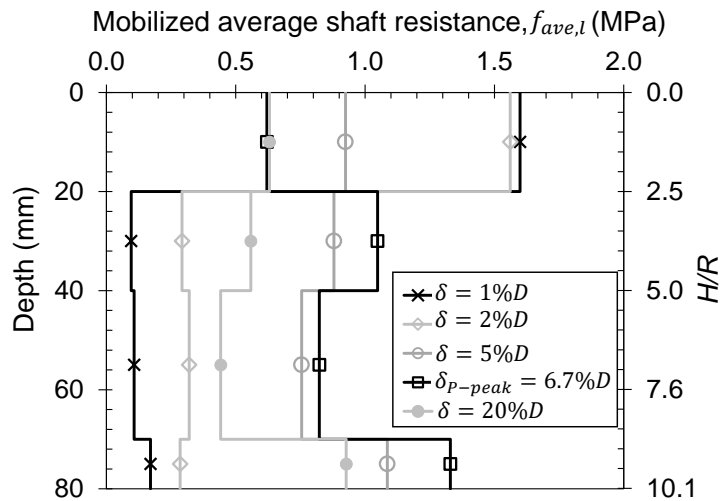 Mobilized average shaft resistance,f_ave,l (MPa)
0.0 0.5 1.0 1.5 2.0
0 0.0
20 2.5
40 5.0
60 7.6
80 10.1
Depth (mm)
H/R
δ = 1%D
δ = 2%D
δ = 5%D
δ_P−peak = 6.7%D
δ = 20%D